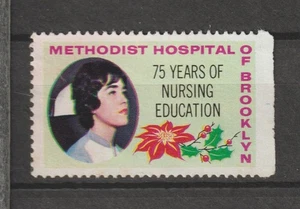 METHODIST HOSPITAL OF BROOKLYN
75 YEARS OF
NURSING
EDUCATION